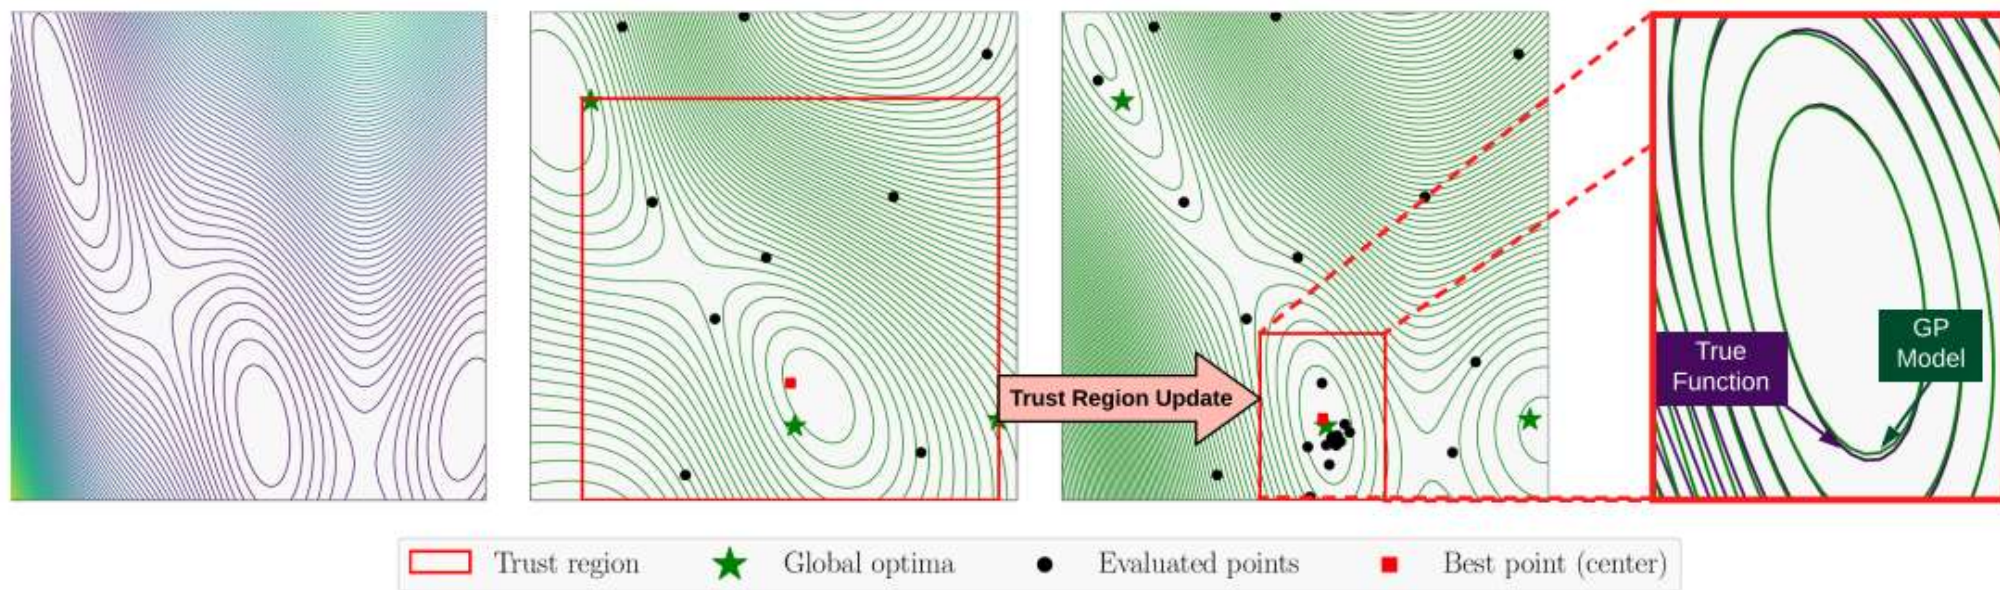 Trust Region Update
True
Function
GP
Model
Trust region
Global optima
Evaluated points
Best point (center)